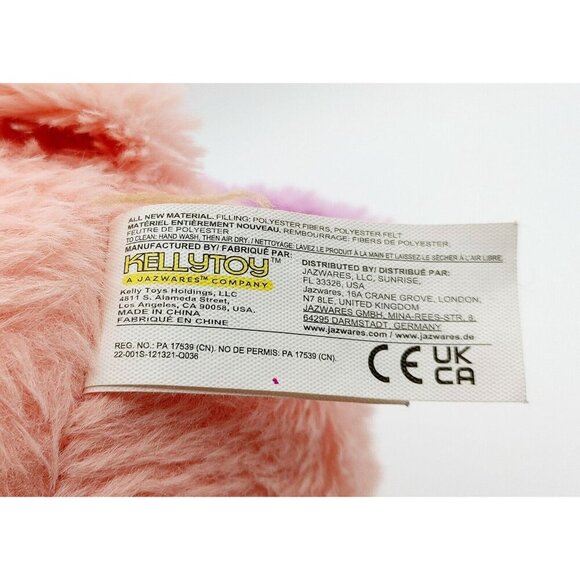 ALL NEW MATERIAL. FILLING: POLYESTER FIBERS, POLYESTER FELT
MATÉRIEL ENTIÈREMENT NOUVEAU. REMBOURRAGE: FIBERS DE POLYESTER,
FEUTRE DE POLYESTER
TO CLEAN: HAND WASH, THEN AIR DRY. / NETTOYAGE: LAVEZ LE PRODUIT À LA MAIN ET LAISSEZ LE SÉCHER À L'AIR LIBRE.
MANUFACTURED BY/ FABRIQUÉ PAR:
KELLYTOY™
A JAZWARES™ COMPANY
Kelly Toys Holdings, LLC
4811 S. Alameda Street,
Los Angeles, CA 90058, USA.
MADE IN CHINA
FABRIQUÉ EN CHINE
DISTRIBUTED BY/ DISTRIBUÉ PAR:
JAZWARES, LLC, SUNRISE,
FL 33326, USA
Jazwares, 16A CRANE GROVE, LONDON,
N7 8LE, UNITED KINGDOM
JAZWARES GMBH, MINA-REES-STR. 8,
64295 DARMSTADT, GERMANY
www.jazwares.com / www.jazwares.de
REG. NO.: PA 17539 (CN). NO DE PERMIS: PA 17539 (CN).
22-001S-121321-Q036
CE UK
CA